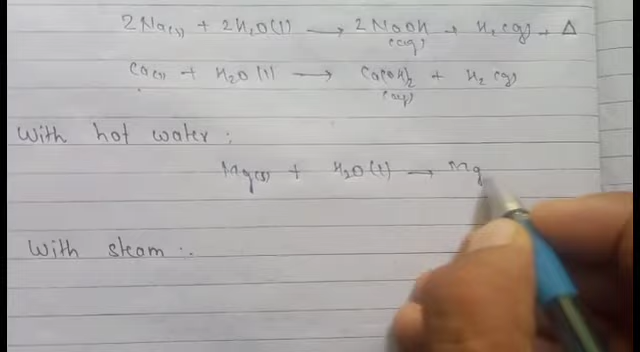 2Na(s) + 2H2O(l) → 2NaOH (aq) + H2(g) + Δ
Ca(s) + H2O(l) → Ca(OH)2 (aq) + H2(g)
With hot water:
Mg(s) + H2O(l) → Mg
With steam: